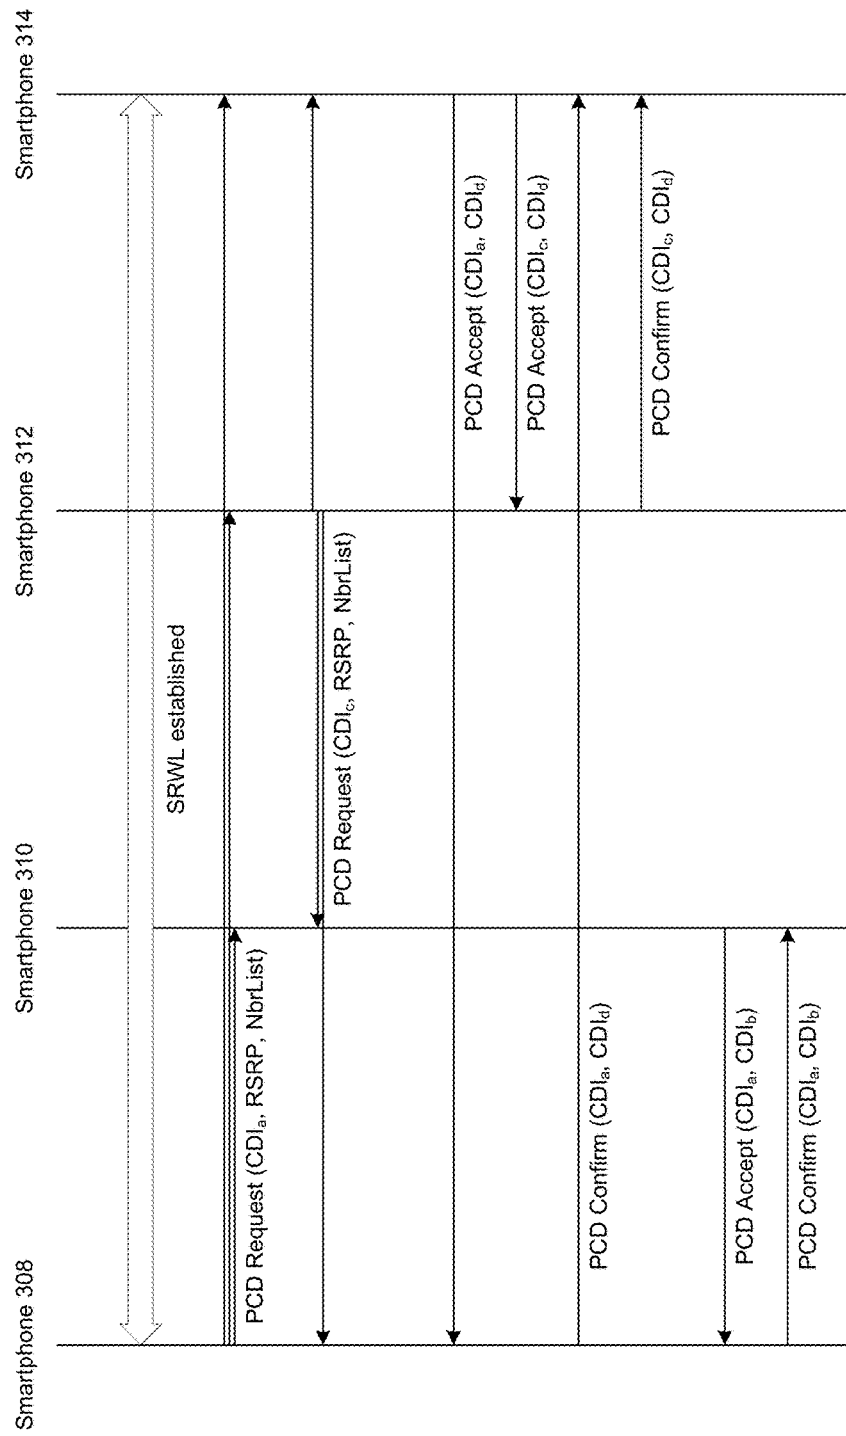 Smartphone 308
Smartphone 310
Smartphone 312
Smartphone 314
SRWL established
PCD Request (CDIa, RSRP, NbrList)
PCD Request (CDIc, RSRP, NbrList)
PCD Accept (CDIa, CDId)
PCD Accept (CDIc, CDId)
PCD Confirm (CDIa, CDId)
PCD Confirm (CDIc, CDId)
PCD Accept (CDIa, CDIb)
PCD Confirm (CDIa, CDIb)